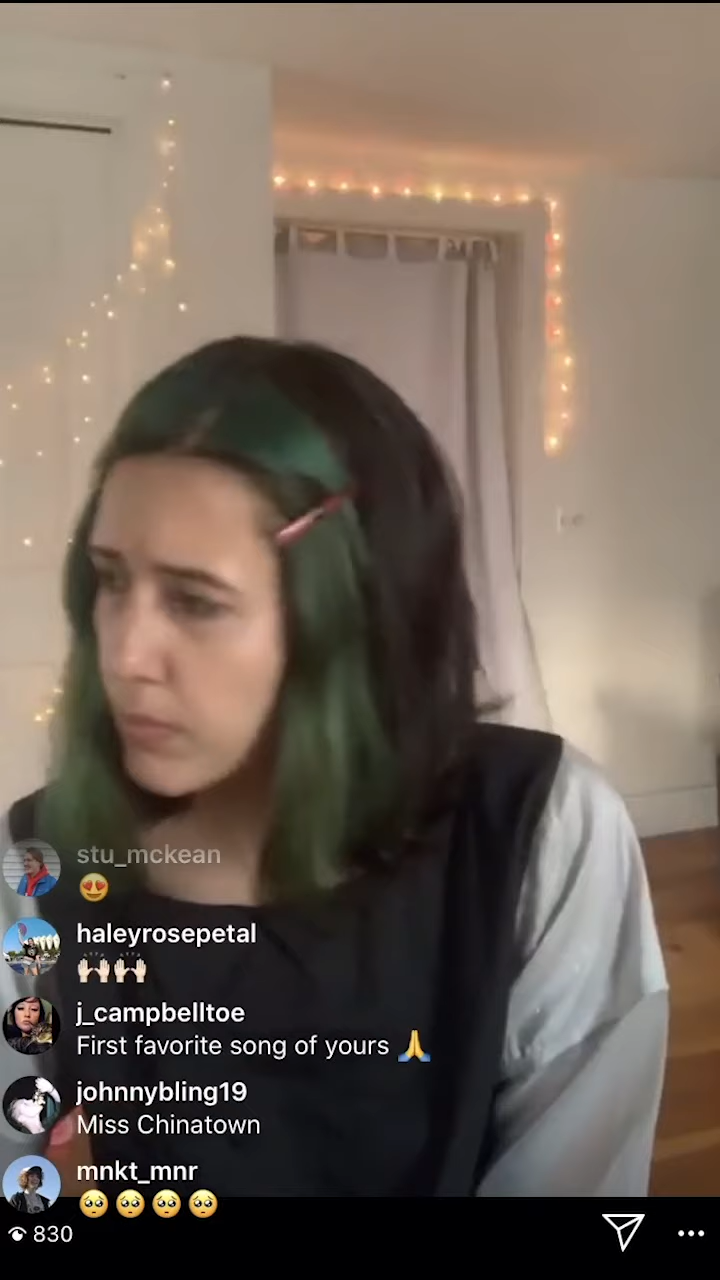 stu_mckean
😍
haleyrosepetal
🙌🏻🙌🏻
j_campbelltoe
First favorite song of yours 🙏
johnnybling19
Miss Chinatown
mnkt_mnr
🥺🥺🥺🥺
830